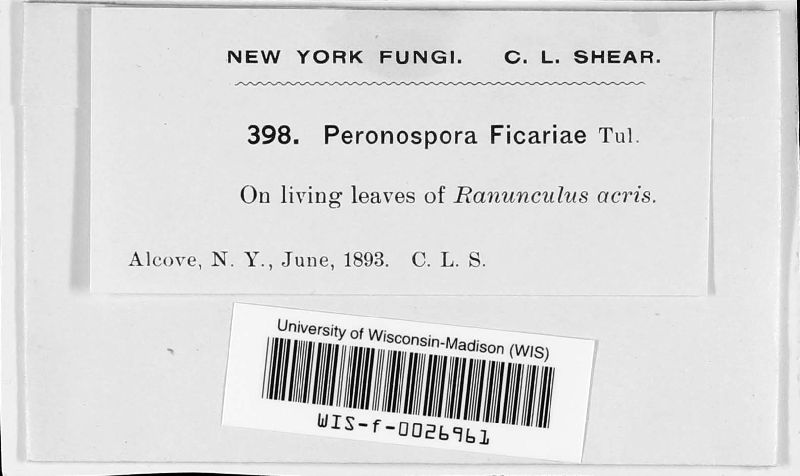 NEW YORK FUNGI. C. L. SHEAR.
398. Peronospora Ficariae Tul.
On living leaves of Ranunculus acris.
Alcove, N. Y., June, 1893. C. L. S.
University of Wisconsin-Madison (WIS)
WIS-f-0026961